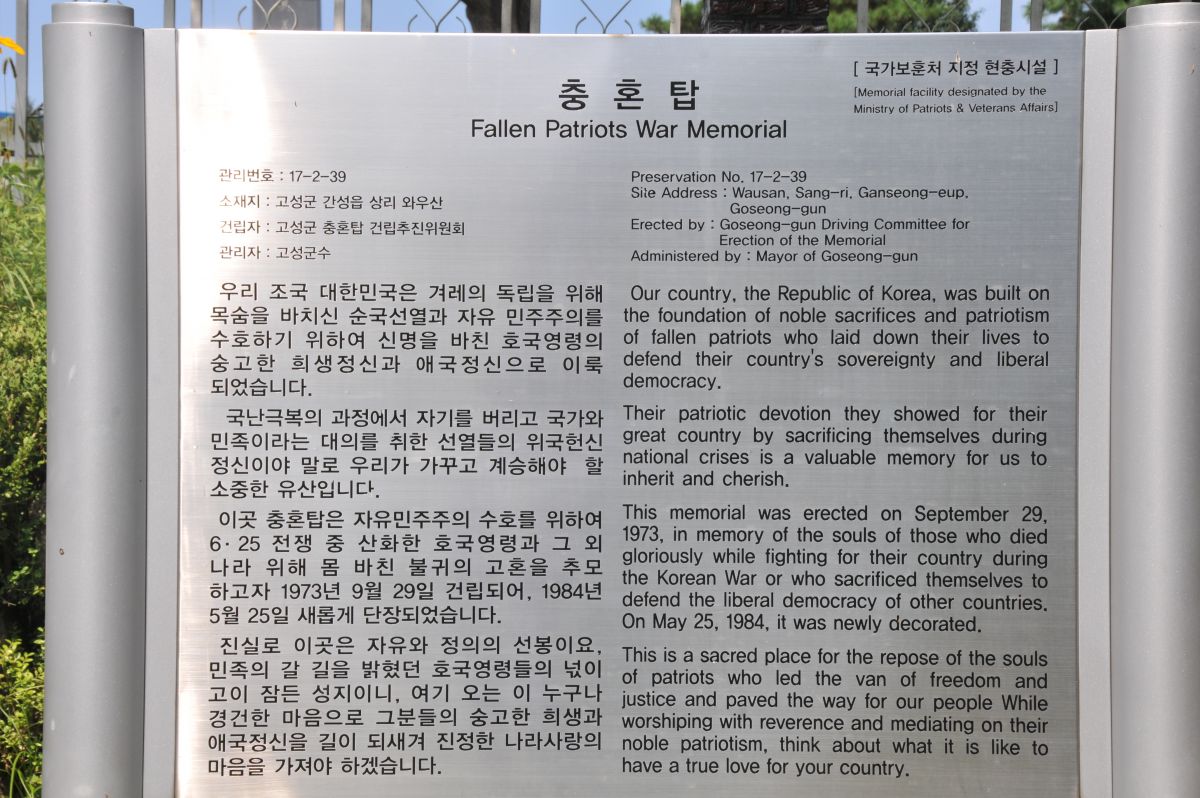 [ 국가보훈처 지정 현충시설 ]
[Memorial facility designated by the
Ministry of Patriots & Veterans Affairs]
충 혼 탑
Fallen Patriots War Memorial
관리번호 : 17-2-39
소재지 : 고성군 간성읍 상리 와우산
건립자 : 고성군 충혼탑 건립추진위원회
관리자 : 고성군수
우리 조국 대한민국은 겨레의 독립을 위해
목숨을 바치신 순국선열과 자유 민주주의를
수호하기 위하여 신명을 바친 호국영령의
숭고한 희생정신과 애국정신으로 이룩
되었습니다.
국난극복의 과정에서 자기를 버리고 국가와
민족이라는 대의를 취한 선열들의 위국헌신
정신이야 말로 우리가 가꾸고 계승해야 할
소중한 유산입니다.
이곳 충혼탑은 자유민주주의 수호를 위하여
6·25 전쟁 중 산화한 호국영령과 그 외
나라 위해 몸 바친 불귀의 고혼을 추모
하고자 1973년 9월 29일 건립되어, 1984년
5월 25일 새롭게 단장되었습니다.
진실로 이곳은 자유와 정의의 선봉이요,
민족의 갈 길을 밝혔던 호국영령들의 넋이
고이 잠든 성지이니, 여기 오는 이 누구나
경건한 마음으로 그분들의 숭고한 희생과
애국정신을 길이 되새겨 진정한 나라사랑의
마음을 가져야 하겠습니다.
Preservation No. 17-2-39
Site Address : Wausan, Sang-ri, Ganseong-eup,
Goseong-gun
Erected by : Goseong-gun Driving Committee for
Erection of the Memorial
Administered by : Mayor of Goseong-gun
Our country, the Republic of Korea, was built on
the foundation of noble sacrifices and patriotism
of fallen patriots who laid down their lives to
defend their country's sovereignty and liberal
democracy.
Their patriotic devotion they showed for their
great country by sacrificing themselves during
national crises is a valuable memory for us to
inherit and cherish.
This memorial was erected on September 29,
1973, in memory of the souls of those who died
gloriously while fighting for their country during
the Korean War or who sacrificed themselves to
defend the liberal democracy of other countries.
On May 25, 1984, it was newly decorated.
This is a sacred place for the repose of the souls
of patriots who led the van of freedom and
justice and paved the way for our people While
worshiping with reverence and mediating on their
noble patriotism, think about what it is like to
have a true love for your country.